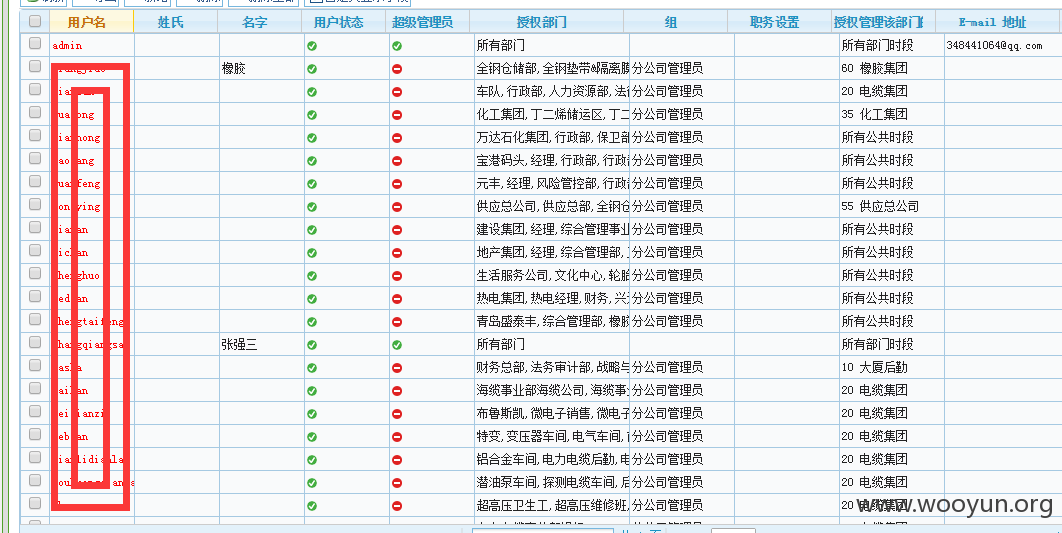 用户名 姓氏 名字 用户状态 超级管理员 授权部门 组 职务设置 授权管理该部门 E-mail 地址
admin 所有部门 所有部门时段 348441064@qq.com
橡胶 全钢仓储部,全钢垫带&隔离膜 分公司管理员 60 橡胶集团
车队,行政部,人力资源部,法 分公司管理员 20 电缆集团
化工集团,丁二烯储运区,丁二 分公司管理员 35 化工集团
万达石化集团,行政部,保卫部 分公司管理员 所有公共时段
宝港码头,经理,行政部,行政 分公司管理员 所有公共时段
元丰,经理,风险管控部,行政 分公司管理员 所有公共时段
供应总公司,供应总部,全钢仓 分公司管理员 55 供应总公司
建设集团,经理,综合管理事业 分公司管理员 所有公共时段
地产集团,经理,综合管理部, 分公司管理员 所有公共时段
生活服务公司,文化中心,轮胎 分公司管理员 所有公共时段
热电集团,热电经理,财务,兴 分公司管理员 所有公共时段
青岛盛泰丰,综合管理部,橡胶 分公司管理员 所有公共时段
张强三 所有部门 所有部门时段
财务总部,法务审计部,战略与 分公司管理员 10 大厦后勤
海缆事业部海缆公司,海缆事 分公司管理员 20 电缆集团
布鲁斯凯,微电子销售,微电子 分公司管理员 20 电缆集团
特变,变压器车间,电气车间, 分公司管理员 20 电缆集团
铝合金车间,电力电缆后勤,电 分公司管理员 20 电缆集团
潜油泵车间,探测电缆车间,后 分公司管理员 20 电缆集团
超高压卫生工,超高压维修班, 分公司管理员 20 电缆集团
www.wooyun.org